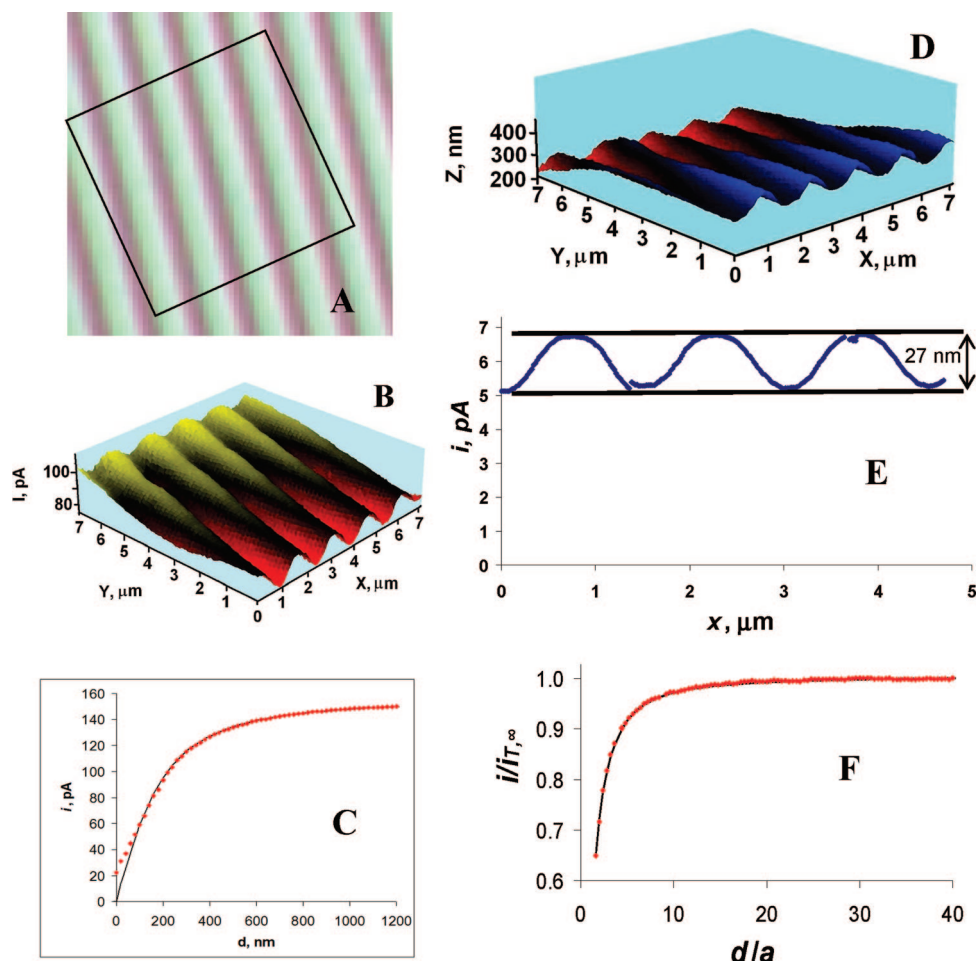 A
B
I, pA
100
80
7
6
5
4
3
2
1
0
Y, μm
1
2
3
4
5
6
7
X, μm
C
i, pA
160
140
120
100
80
60
40
20
0
0 200 400 600 800 1000 1200
d, nm
D
Z, nm
400
300
200
7
6
5
4
3
2
1
0
Y, μm
1
2
3
4
5
6
7
X, μm
E
i, pA
7
6
5
4
3
2
1
0
27 nm
0 1 2 3 4 5
x, μm
F
i/iT,∞
1.0
0.9
0.8
0.7
0.6
0 10 20 30 40
d/a